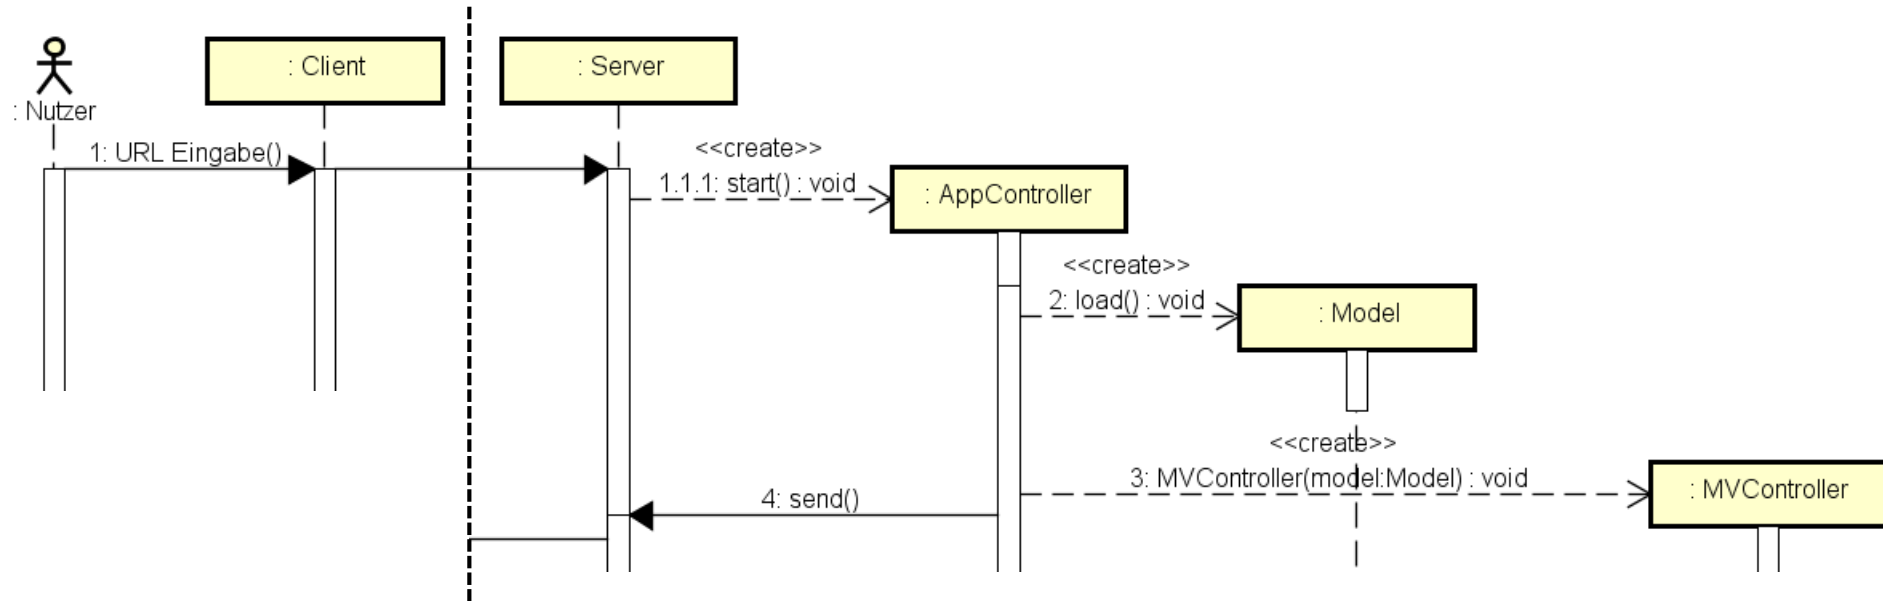 : Client
: Server
: Nutzer
1: URL Eingabe()
<<create>>
1.1.1: start() : void
: AppController
<<create>>
2: load() : void
: Model
<<create>>
3: MVController(model:Model) : void
: MVController
4: send()